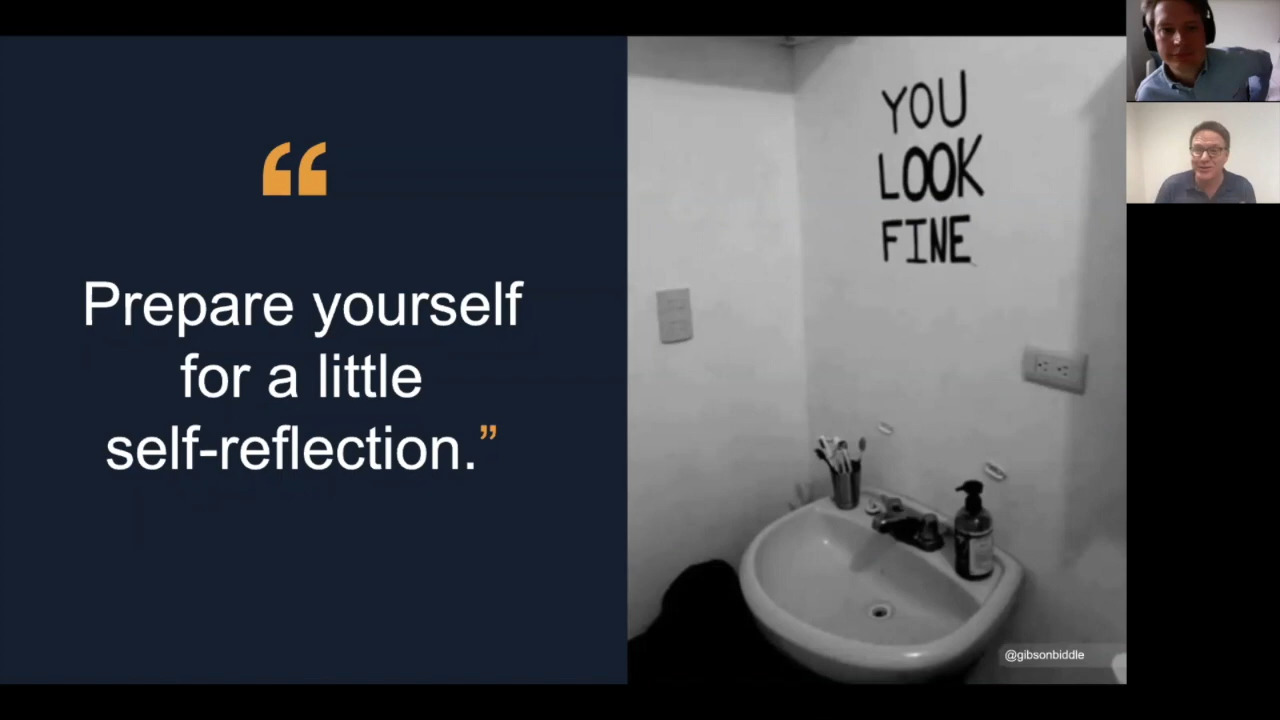 “
Prepare yourself
for a little
self-reflection.”
YOU
LOOK
FINE
@gibsonbiddle